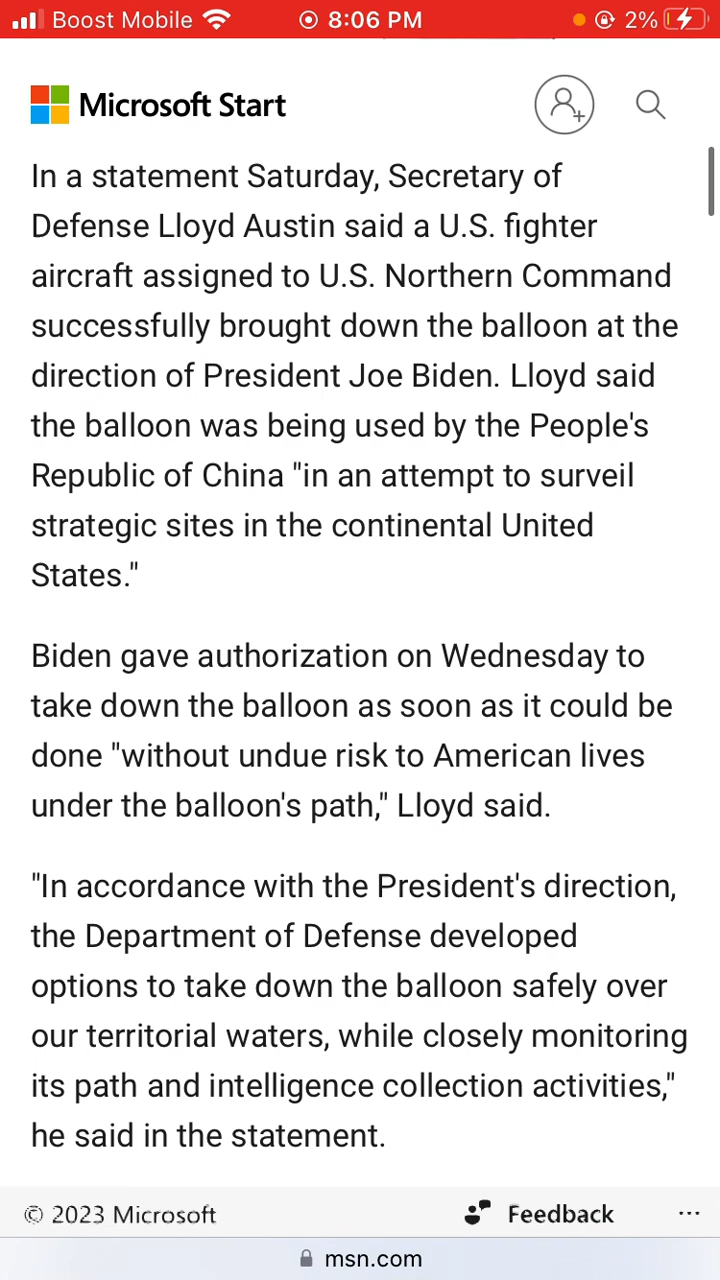 Boost Mobile 8:06 PM 2%
Microsoft Start
In a statement Saturday, Secretary of
Defense Lloyd Austin said a U.S. fighter
aircraft assigned to U.S. Northern Command
successfully brought down the balloon at the
direction of President Joe Biden. Lloyd said
the balloon was being used by the People's
Republic of China "in an attempt to surveil
strategic sites in the continental United
States."
Biden gave authorization on Wednesday to
take down the balloon as soon as it could be
done "without undue risk to American lives
under the balloon's path," Lloyd said.
"In accordance with the President's direction,
the Department of Defense developed
options to take down the balloon safely over
our territorial waters, while closely monitoring
its path and intelligence collection activities,"
he said in the statement.
© 2023 Microsoft Feedback ...
msn.com